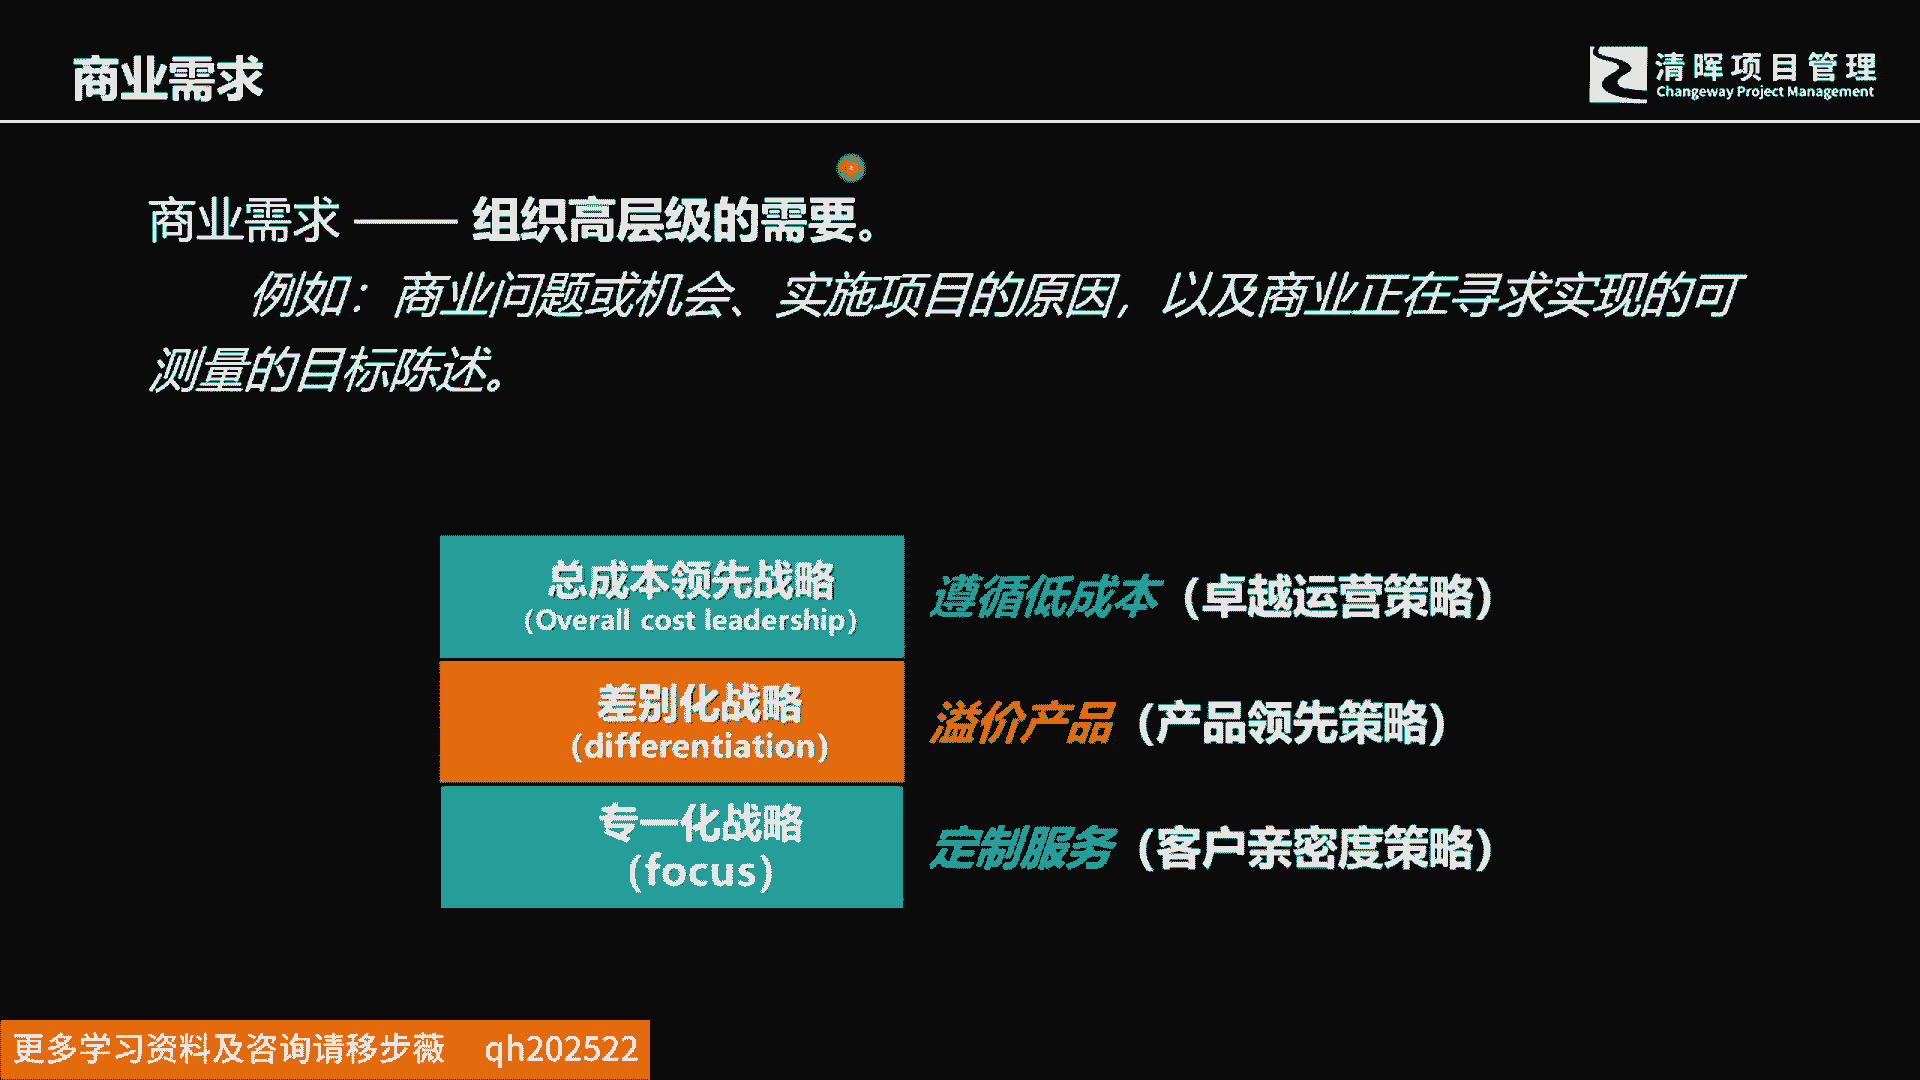 商业需求
清晖项目管理
Changeway Project Management
商业需求 —— 组织高层级的需要。
例如：商业问题或机会、实施项目的原因，以及商业正在寻求实现的可
测量的目标陈述。
总成本领先战略
(Overall cost leadership)
遵循低成本（卓越运营策略）
差别化战略
(differentiation)
溢价产品（产品领先策略）
专一化战略
(focus)
定制服务（客户亲密度策略）
更多学习资料及咨询请移步薇 qh202522